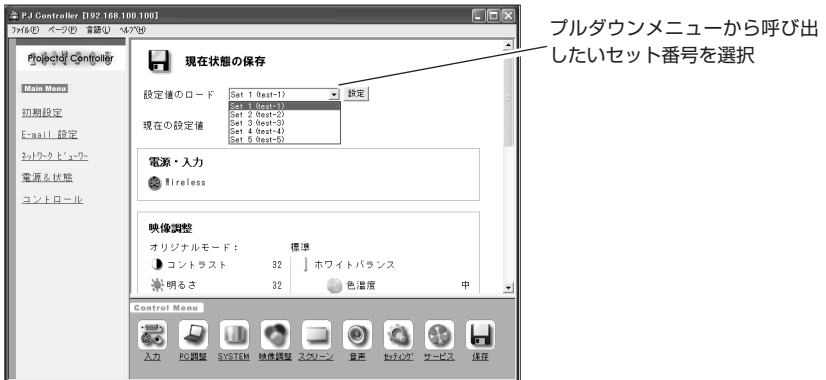 PJ Controller [192.168.100.100]
ファイル(F) ページ(P) 言語(L) ヘルプ(H)
プルダウンメニューから呼び出
したいセット番号を選択
Projector Controller
Main Menu
初期設定
E-mail 設定
ネットワーク ビューワー
電源&状態
コントロール
現在状態の保存
設定値のロード Set 1 (test-1) 設定
Set 1 (test-1)
Set 2 (test-2)
Set 3 (test-3)
Set 4 (test-4)
Set 5 (test-5)
現在の設定値
電源・入力
Wireless
映像調整
オリジナルモード: 標準
コントラスト 32 ホワイトバランス
明るさ 32 色温度 中
Control Menu
入力 PC調整 SYSTEM 映像調整 スクリーン 音声 セッティング サービス 保存